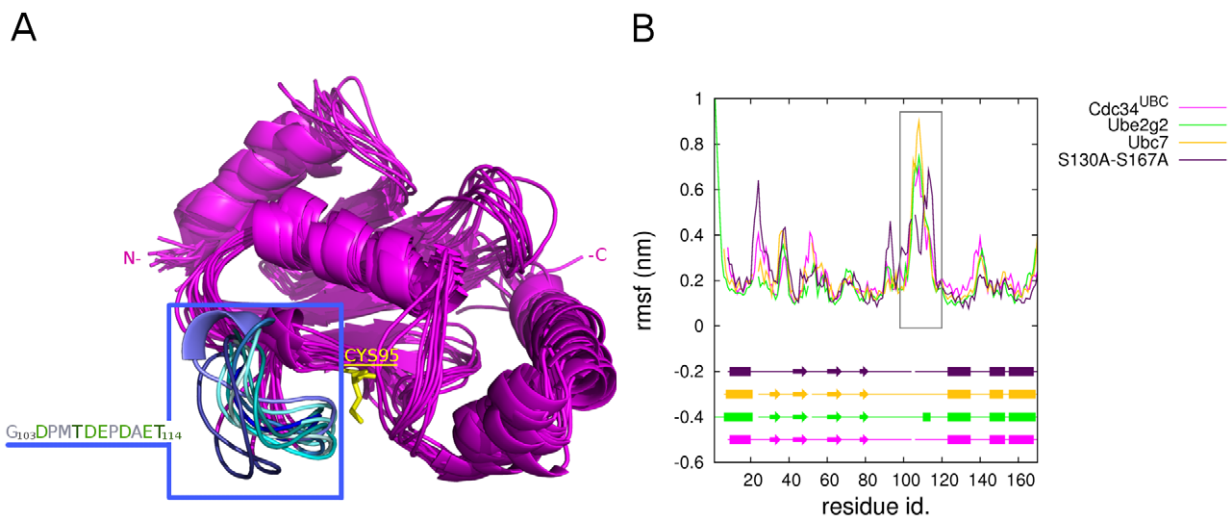 A
B
N-
-C
CYS95
G103DPMTDEPDAET114
Cdc34UBC
Ube2g2
Ubc7
S130A-S167A
rmsf (nm)
1
0.8
0.6
0.4
0.2
0
-0.2
-0.4
-0.6
20 40 60 80 100 120 140 160
residue id.